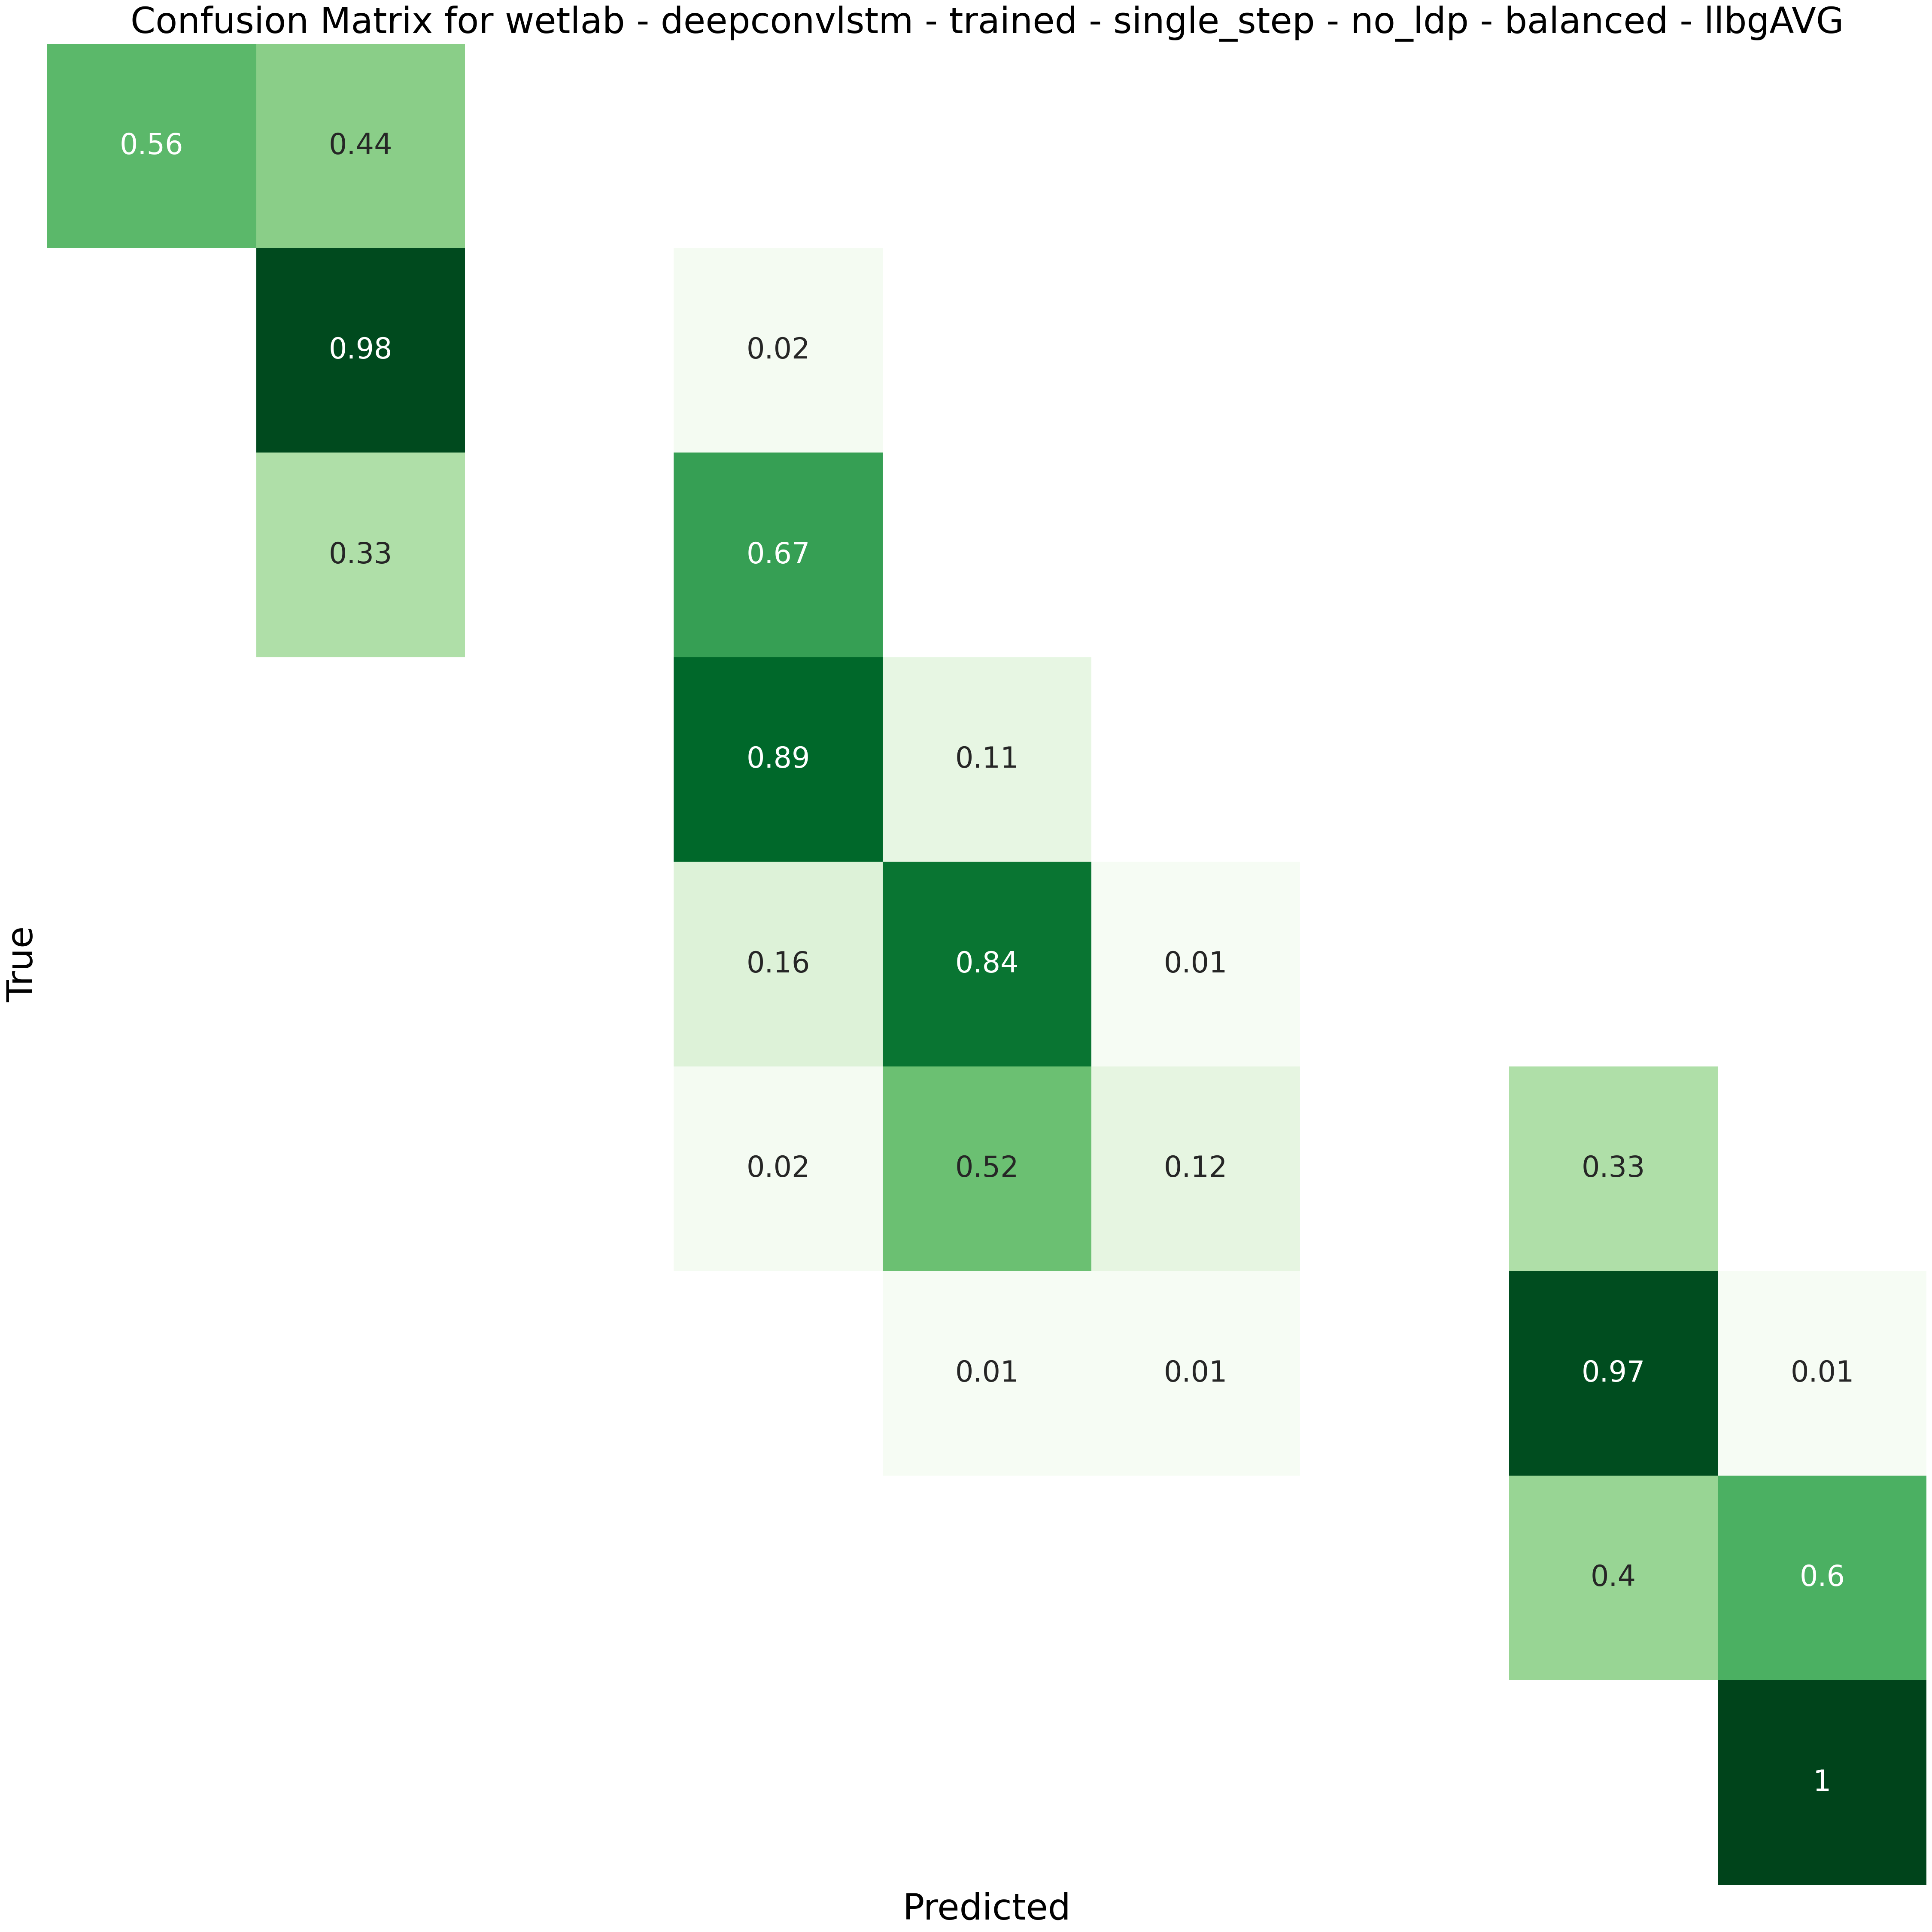 Confusion Matrix for wetlab - deepconvlstm - trained - single_step - no_ldp - balanced - llbgAVG
0.56 0.44
0.98 0.02
0.33 0.67
0.89 0.11
True
0.16 0.84 0.01
0.02 0.52 0.12 0.33
0.01 0.01 0.97 0.01
0.4 0.6
1
Predicted